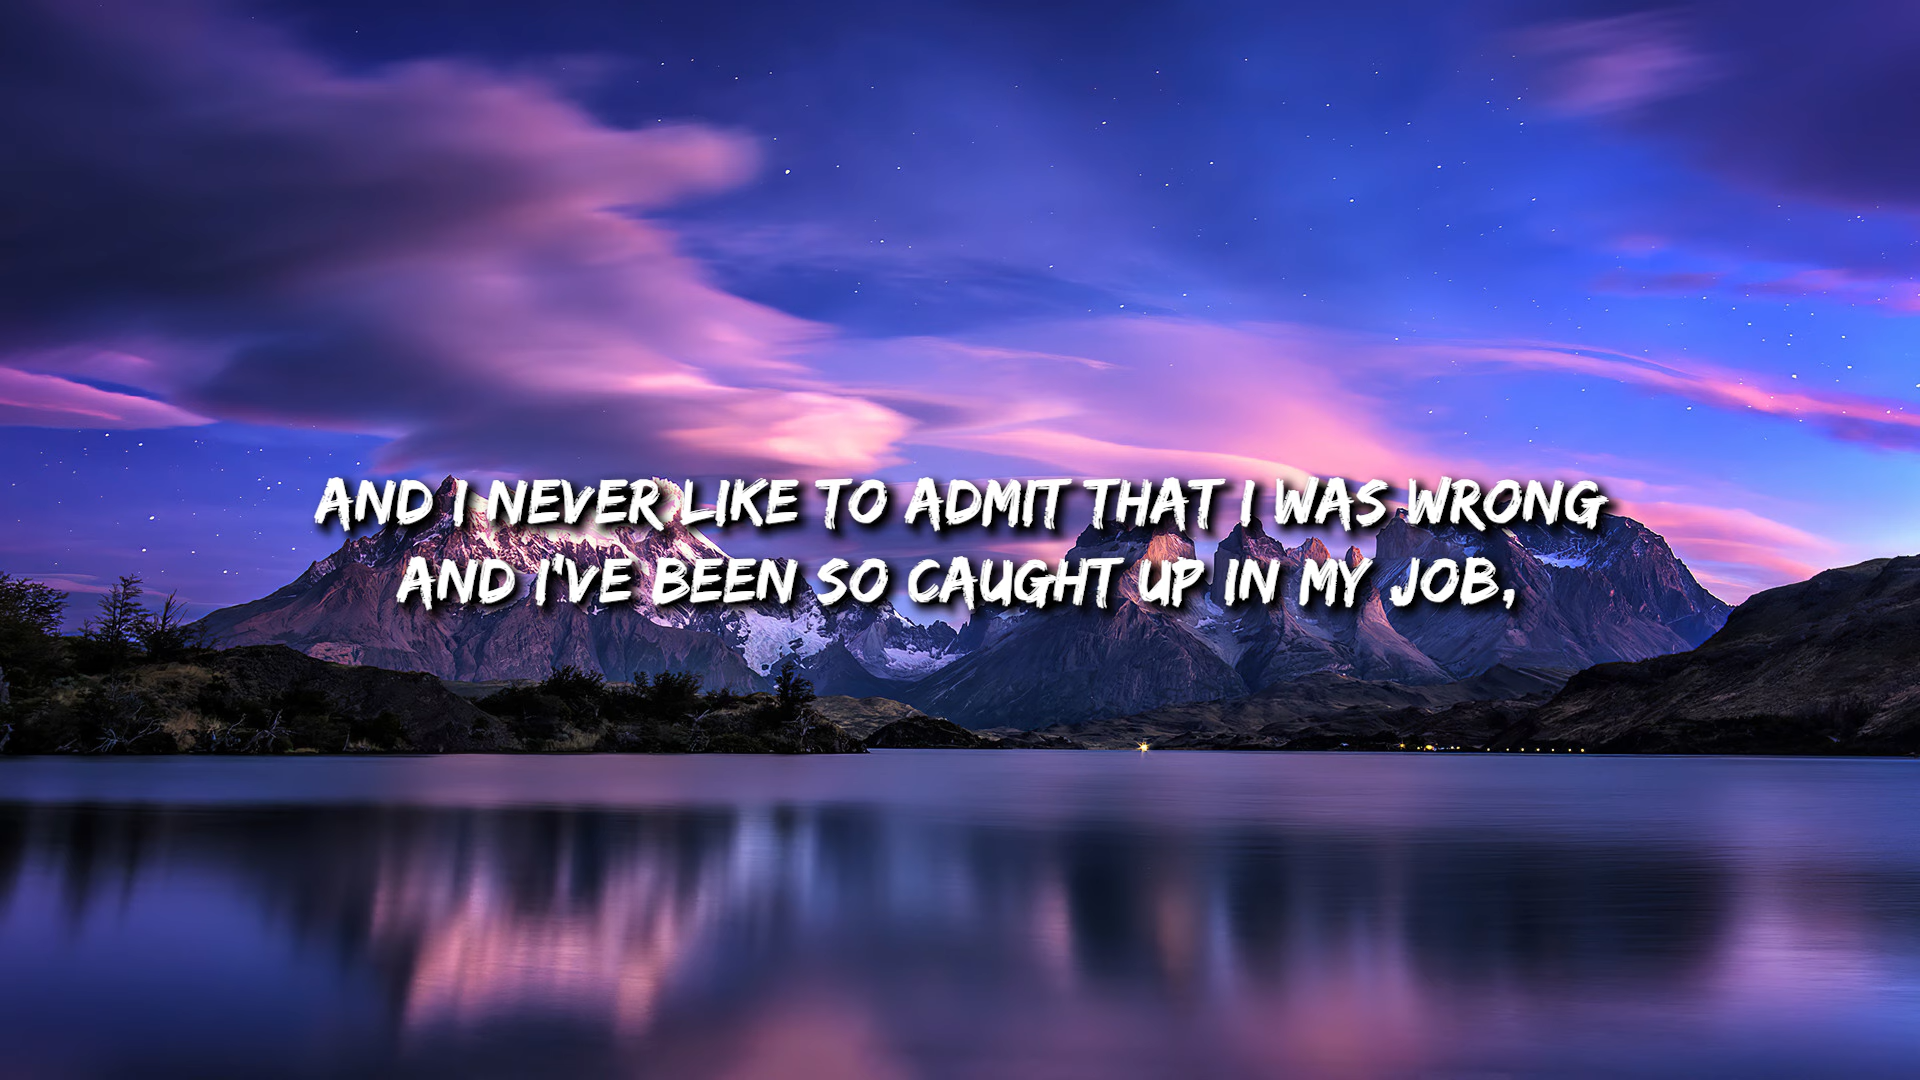 AND I NEVER LIKE TO ADMIT THAT I WAS WRONG
AND I'VE BEEN SO CAUGHT UP IN MY JOB,